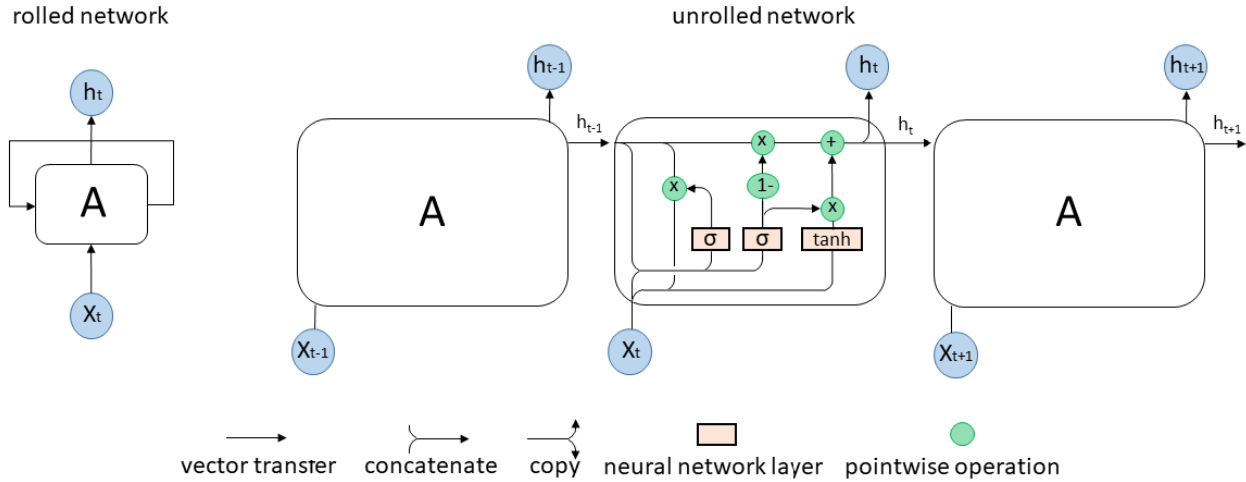 rolled network
unrolled network
ht
A
Xt
ht-1
ht
ht+1
ht-1
ht
ht+1
A
x
+
x
1-
x
σ
σ
tanh
A
Xt-1
Xt
Xt+1
vector transfer
concatenate
copy
neural network layer
pointwise operation